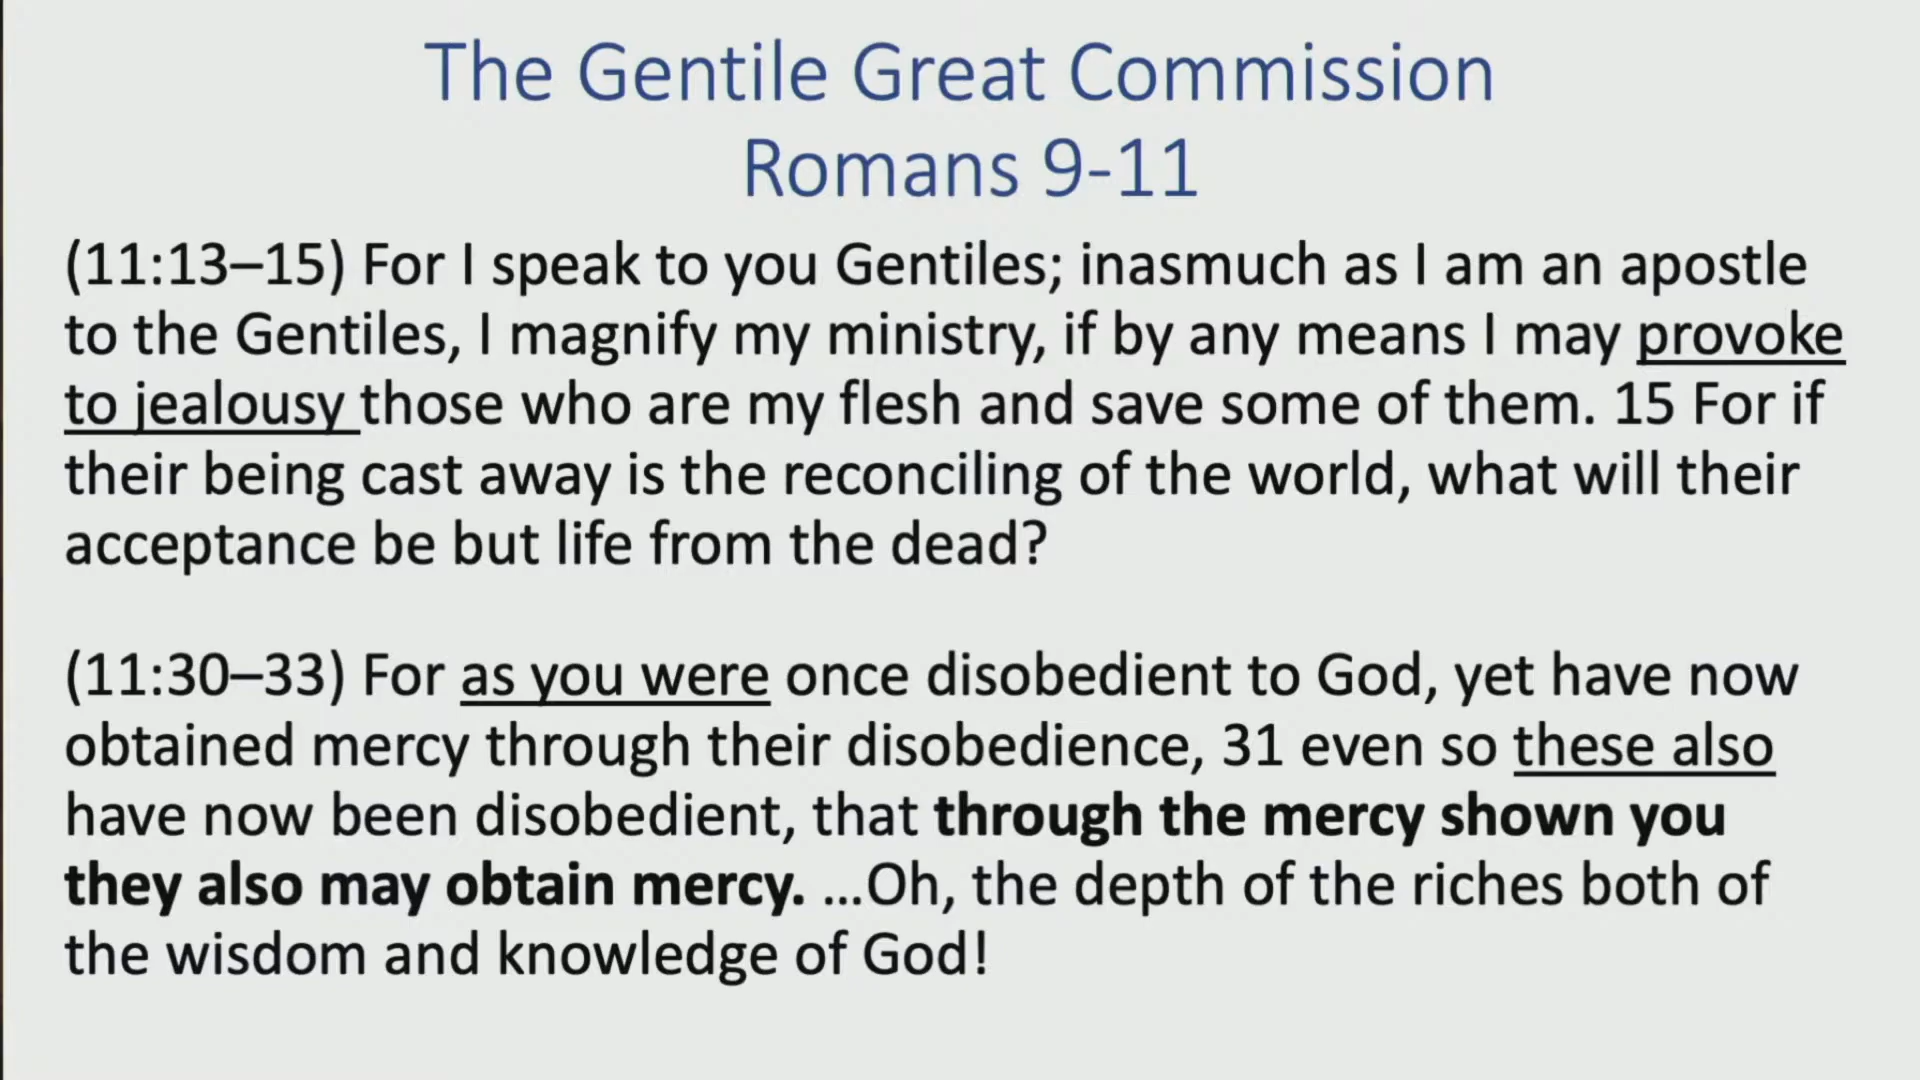 The Gentile Great Commission
Romans 9-11
(11:13–15) For I speak to you Gentiles; inasmuch as I am an apostle
to the Gentiles, I magnify my ministry, if by any means I may provoke
to jealousy those who are my flesh and save some of them. 15 For if
their being cast away is the reconciling of the world, what will their
acceptance be but life from the dead?
(11:30–33) For as you were once disobedient to God, yet have now
obtained mercy through their disobedience, 31 even so these also
have now been disobedient, that through the mercy shown you
they also may obtain mercy. ...Oh, the depth of the riches both of
the wisdom and knowledge of God!